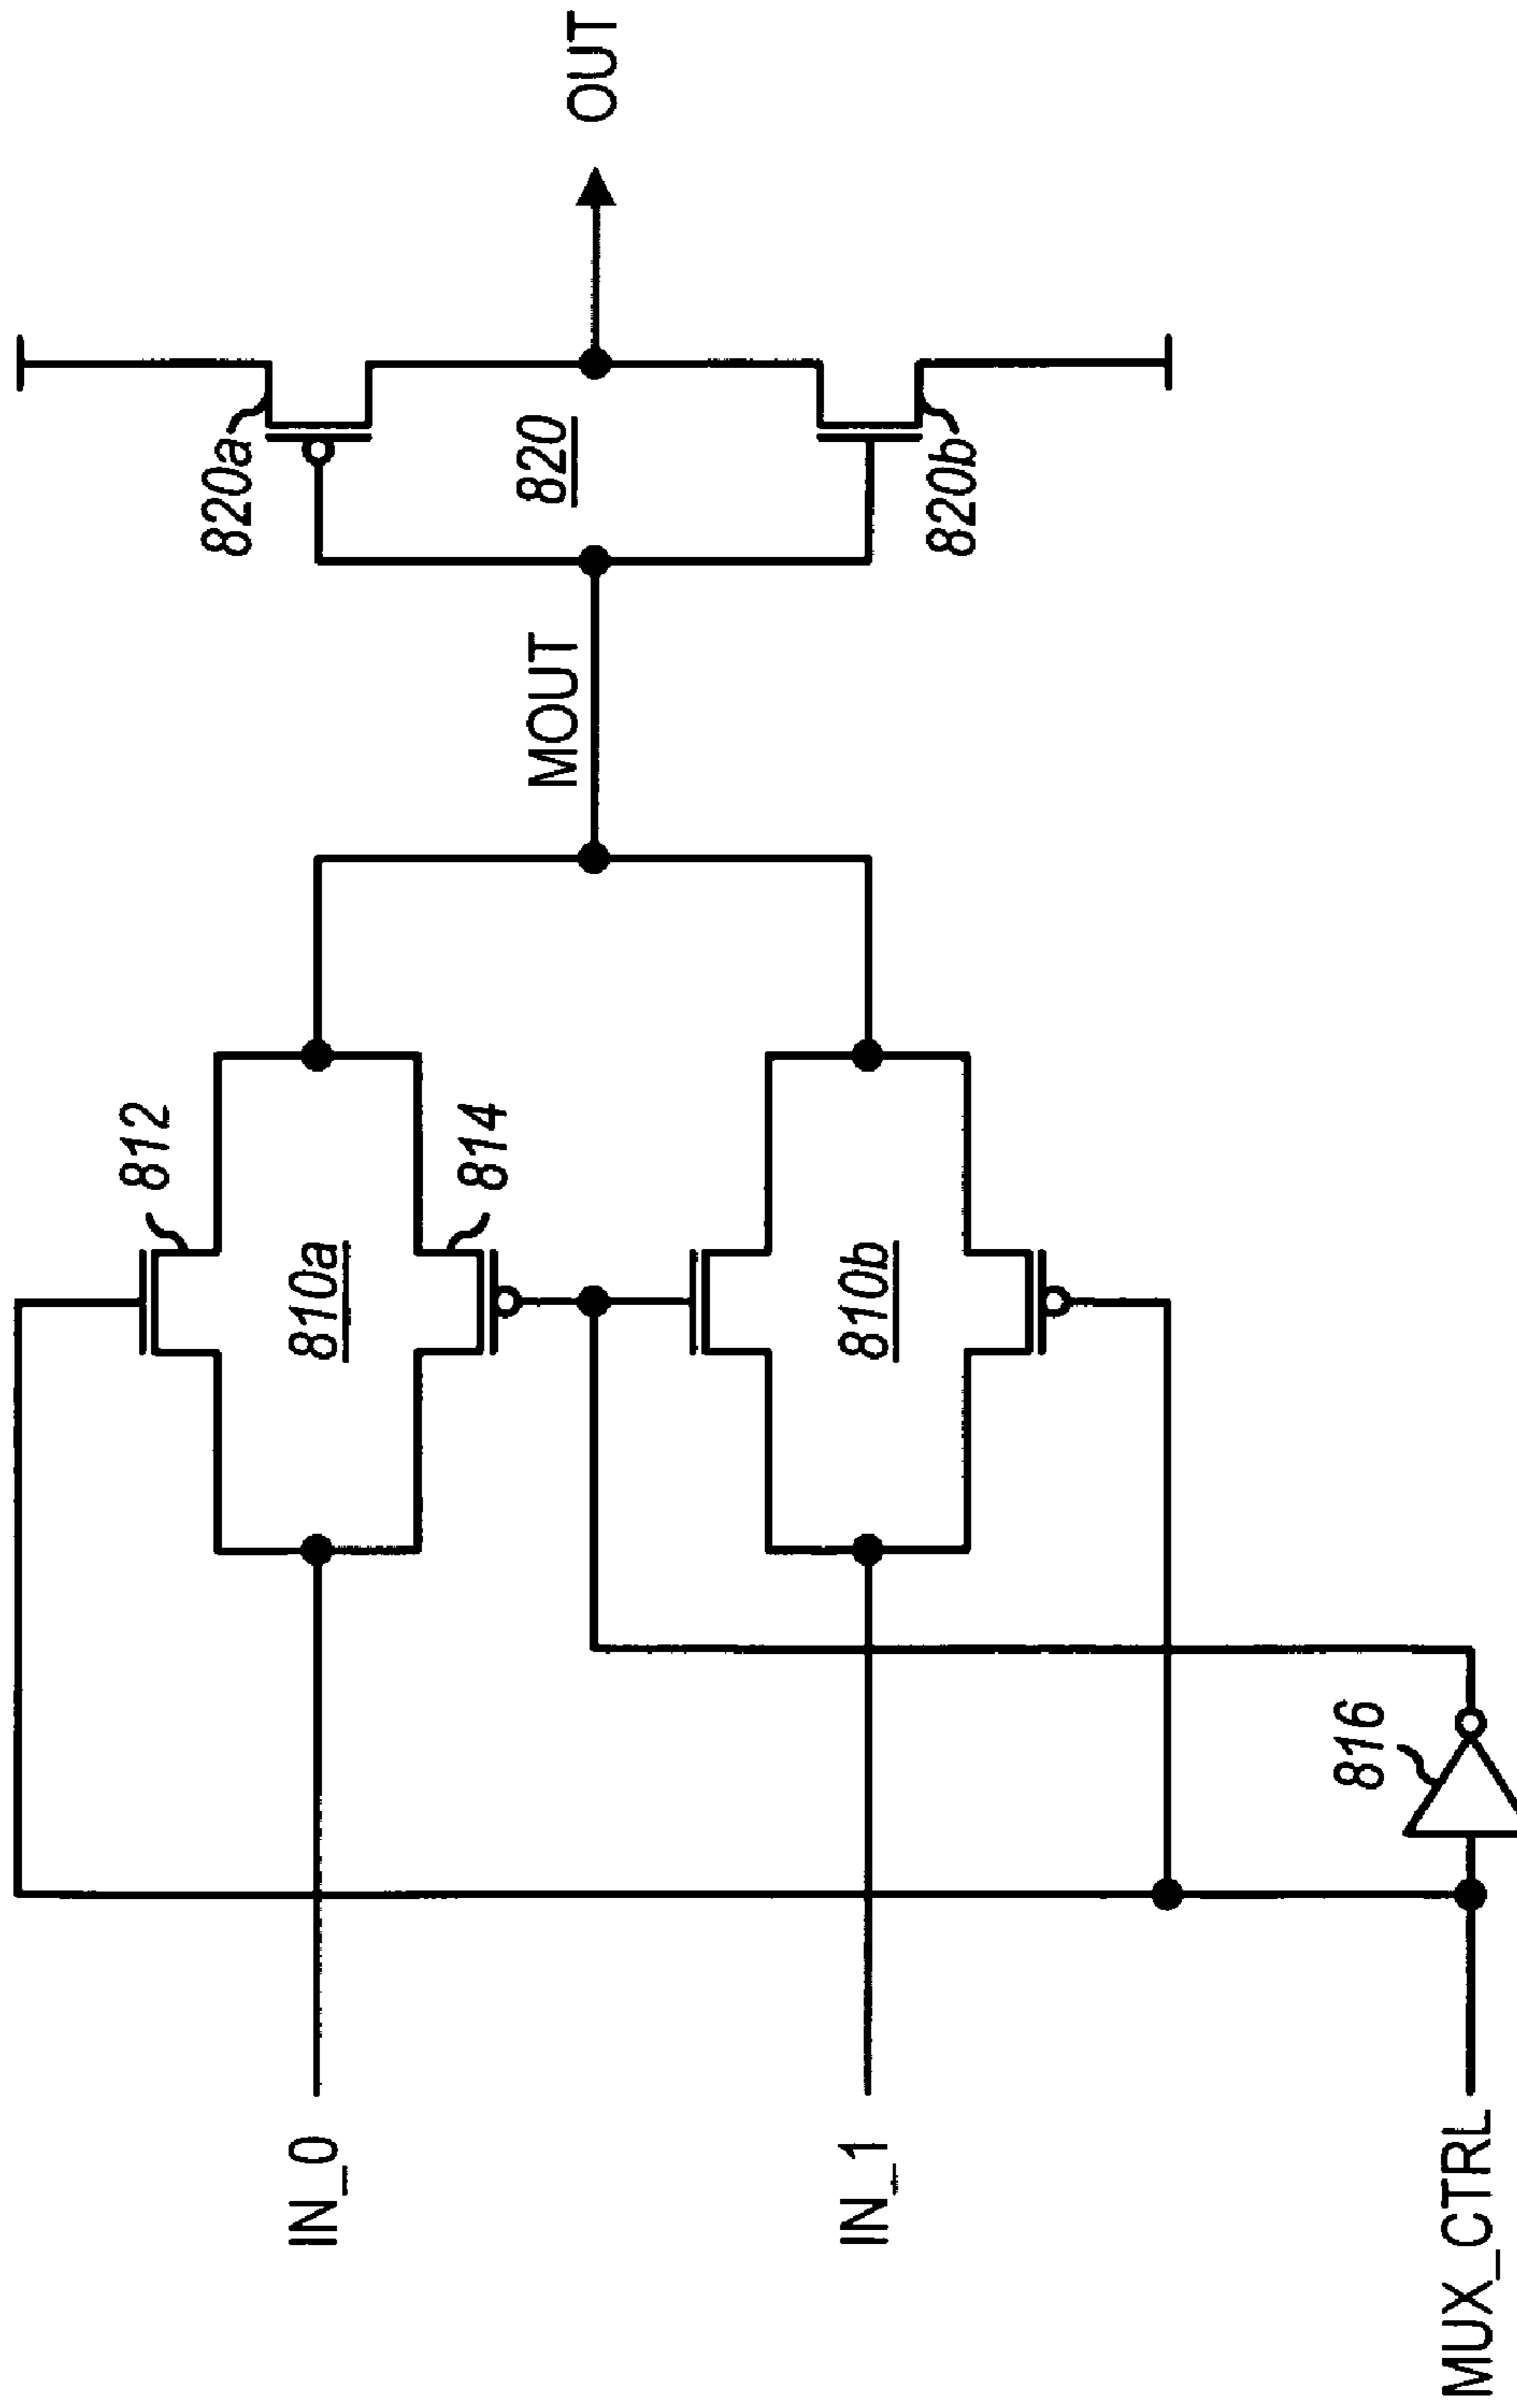 IN_0
IN_1
MUX_CTRL
816
812
810a
814
810b
MOUT
820a
820
820b
OUT